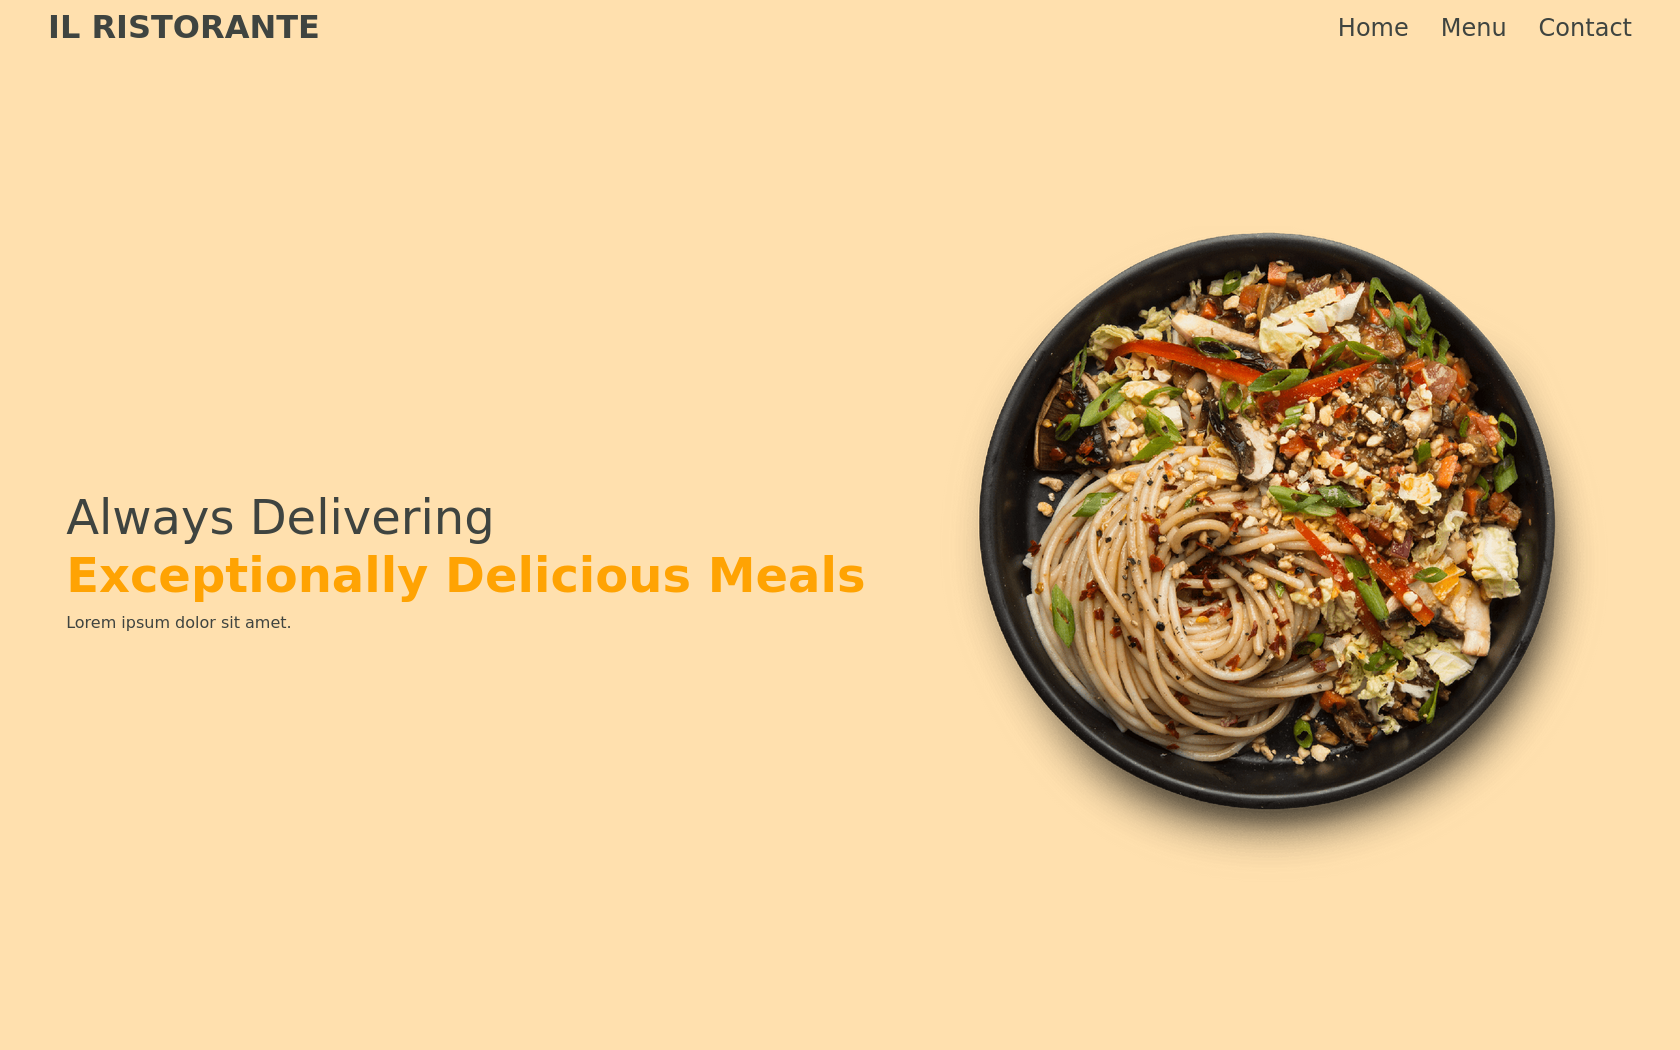 IL RISTORANTE
Home Menu Contact
Always Delivering
Exceptionally Delicious Meals
Lorem ipsum dolor sit amet.